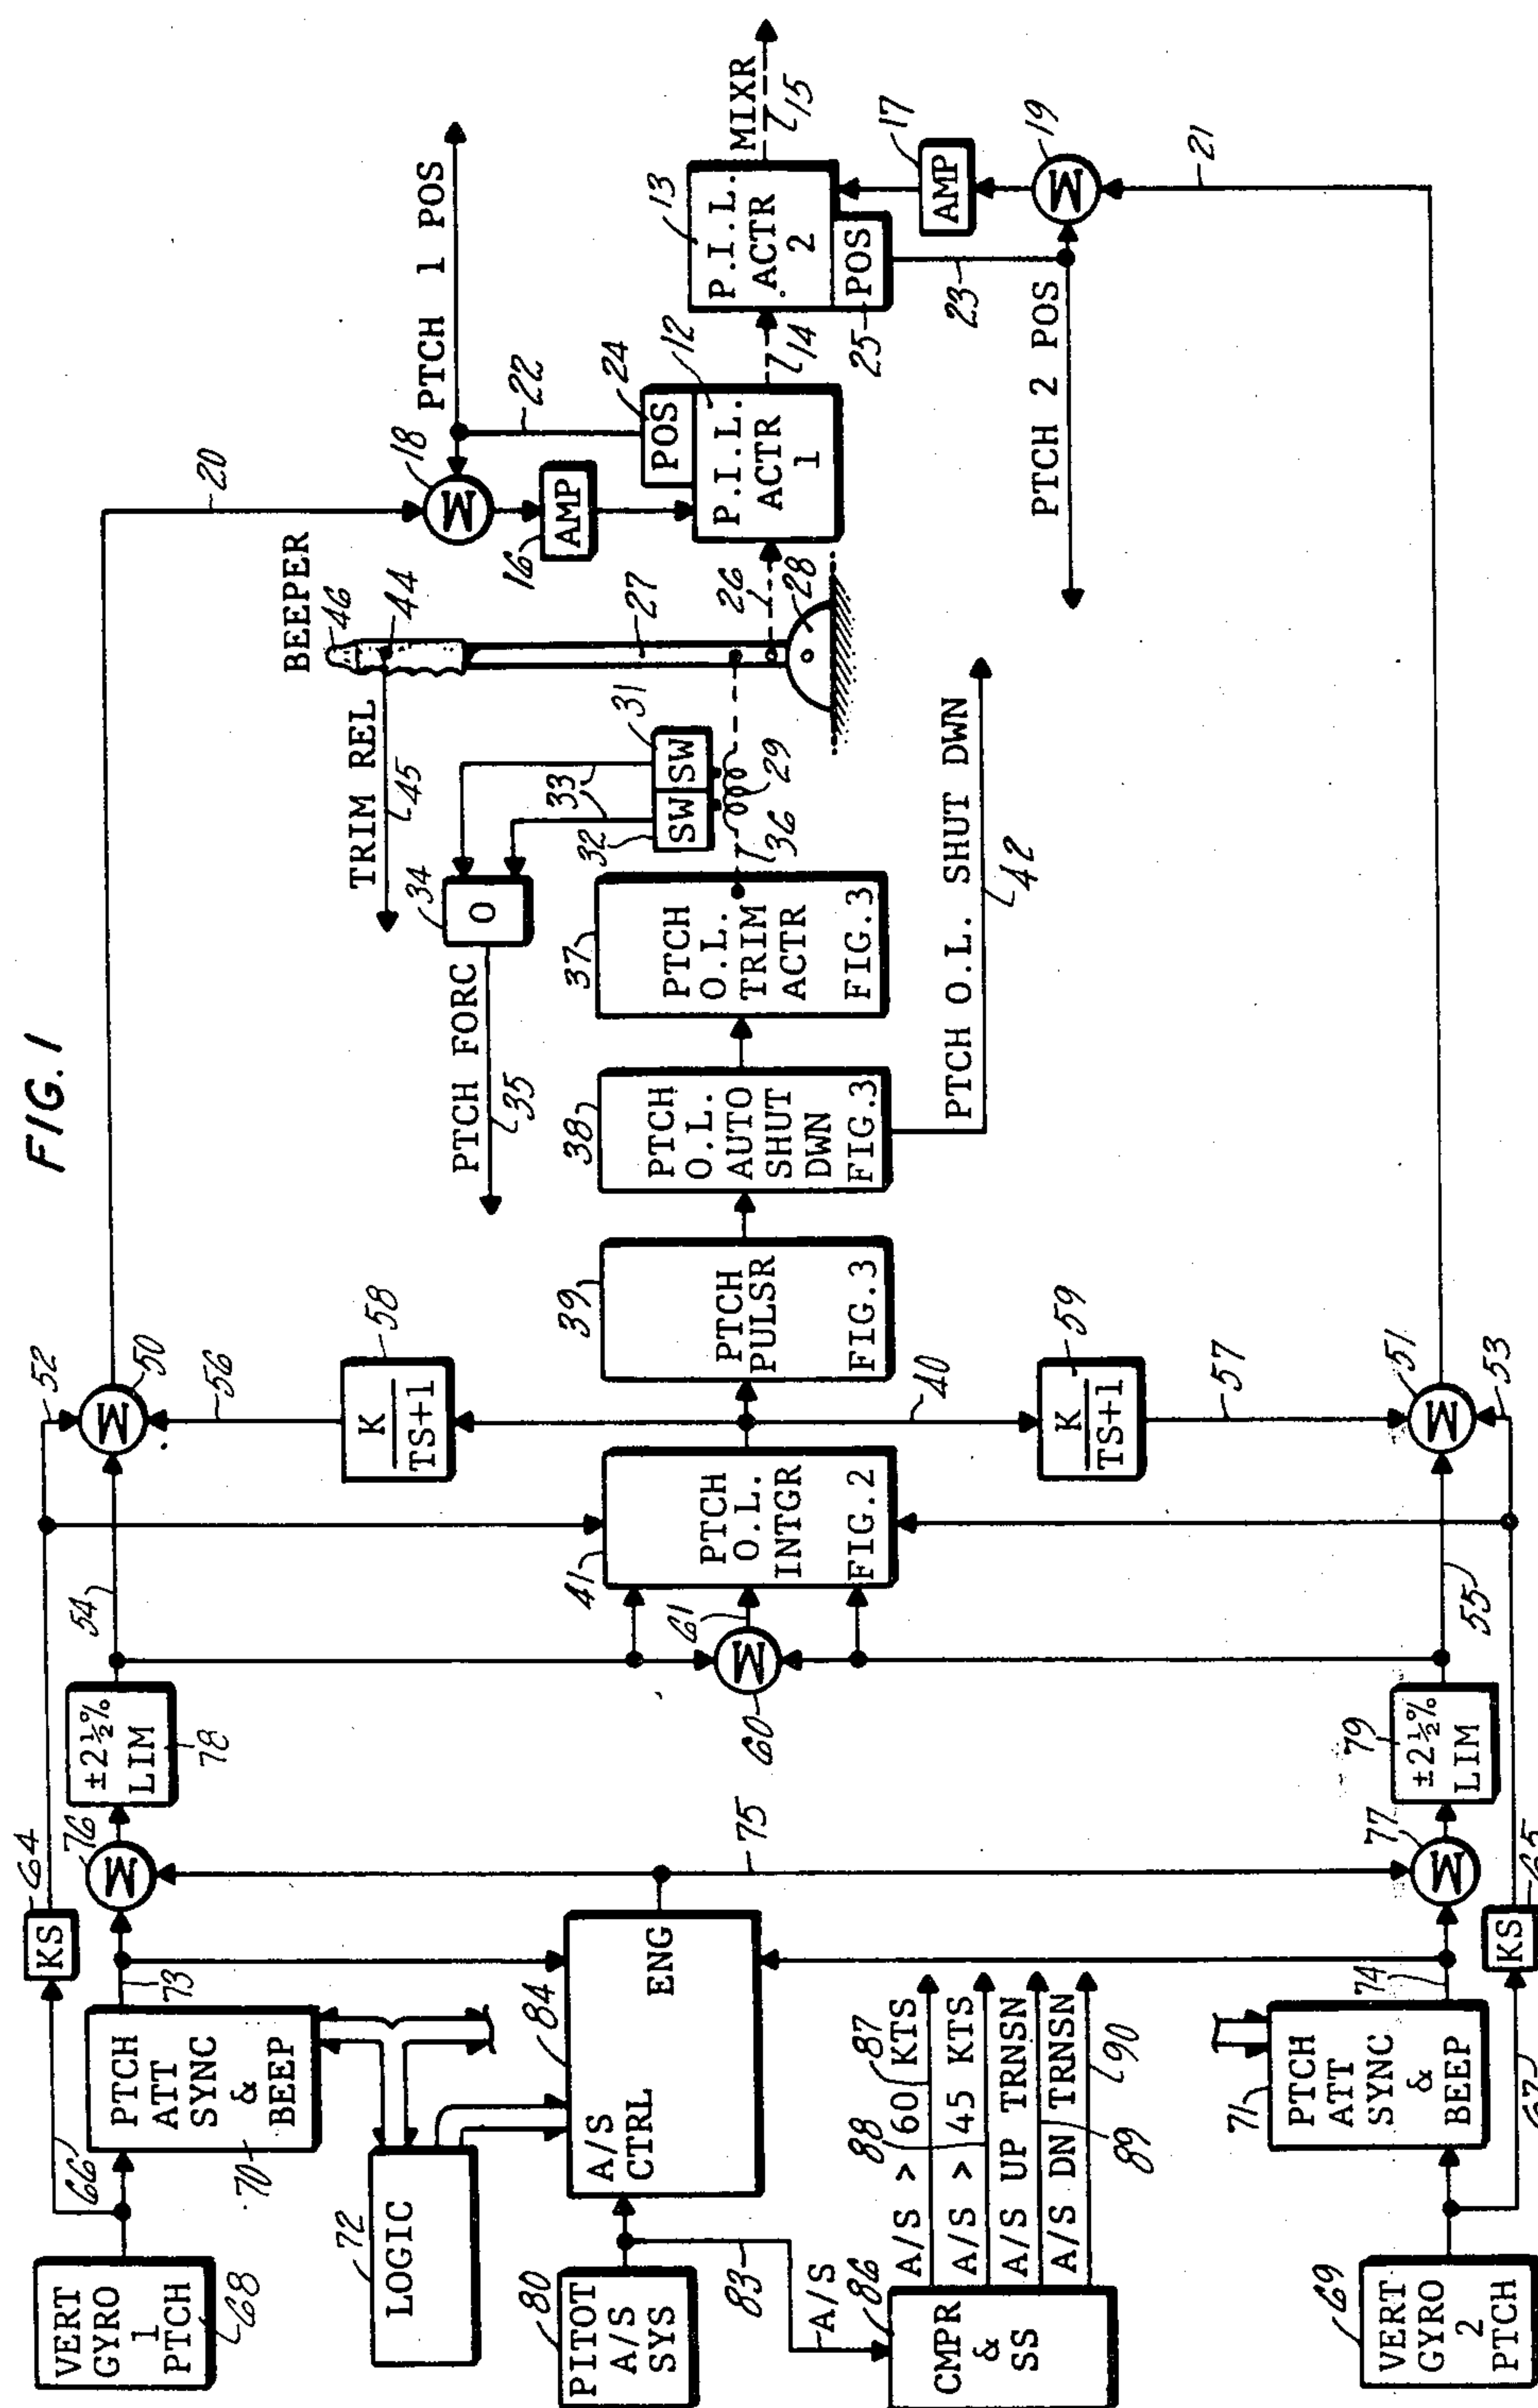 FIG. 1
VERT
GYRO
1
PTCH
68
66
KS
64
PTCH
ATT
SYNC
&
BEEP
70
73
76
±2½%
LIM
78
54
52
50
56
K
TS+1
58
20
LOGIC
72
PITOT
A/S
SYS
80
83
A/S
A/S
CTRL
ENG
84
75
CMPR
&
SS
86
A/S > 60 KTS
87
88
A/S > 45 KTS
A/S UP TRNSN
89
A/S DN TRNSN
90
60
61
PTCH
O.L.
INTGR
FIG.2
41
40
PTCH
PULSR
FIG.3
39
PTCH
O.L.
AUTO
SHUT
DWN
FIG.3
38
PTCH O.L. SHUT DWN
42
PTCH
O.L.
TRIM
ACTR
FIG.3
37
36
29
SW
SW
32
31
33
O
34
PTCH FORC
35
TRIM REL
45
BEEPER
46
44
27
26
28
18
AMP
16
PTCH 1 POS
22
POS
24
P.I.L.
ACTR
1
12
14
P.I.L.
ACTR
2
13
POS
25
MIXR
15
AMP
17
19
23
PTCH 2 POS
21
K
TS+1
59
57
51
53
55
±2½%
LIM
79
77
KS
65
74
PTCH
ATT
SYNC
&
BEEP
71
67
VERT
GYRO
2
PTCH
69